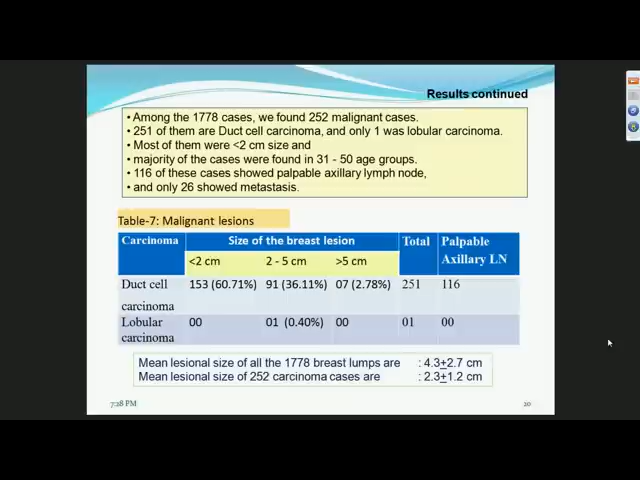 Results continued
• Among the 1778 cases, we found 252 malignant cases.
• 251 of them are Duct cell carcinoma, and only 1 was lobular carcinoma.
• Most of them were <2 cm size and
• majority of the cases were found in 31 - 50 age groups.
• 116 of these cases showed palpable axillary lymph node,
• and only 26 showed metastasis.
Table-7: Malignant lesions
Carcinoma Size of the breast lesion Total Palpable Axillary LN
<2 cm 2 - 5 cm >5 cm
Duct cell carcinoma 153 (60.71%) 91 (36.11%) 07 (2.78%) 251 116
Lobular carcinoma 00 01 (0.40%) 00 01 00
Mean lesional size of all the 1778 breast lumps are : 4.3±2.7 cm
Mean lesional size of 252 carcinoma cases are : 2.3±1.2 cm
7:28 PM 20